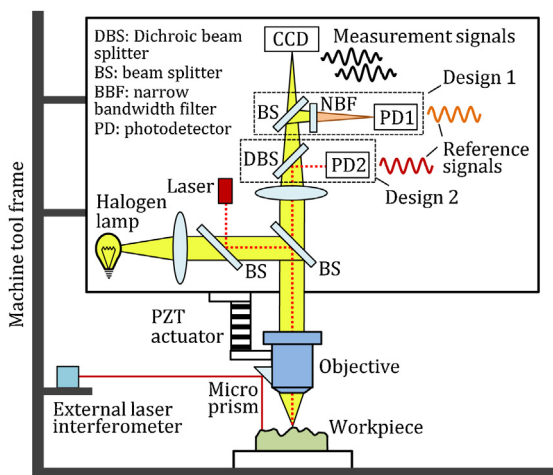 DBS: Dichroic beam
splitter
BS: beam splitter
BBF: narrow
bandwidth filter
PD: photodetector
CCD
Measurement signals
Design 1
BS
NBF
PD1
DBS
PD2
Reference
signals
Design 2
Laser
Halogen
lamp
BS
BS
Machine tool frame
PZT
actuator
Objective
Micro
prism
External laser
interferometer
Workpiece